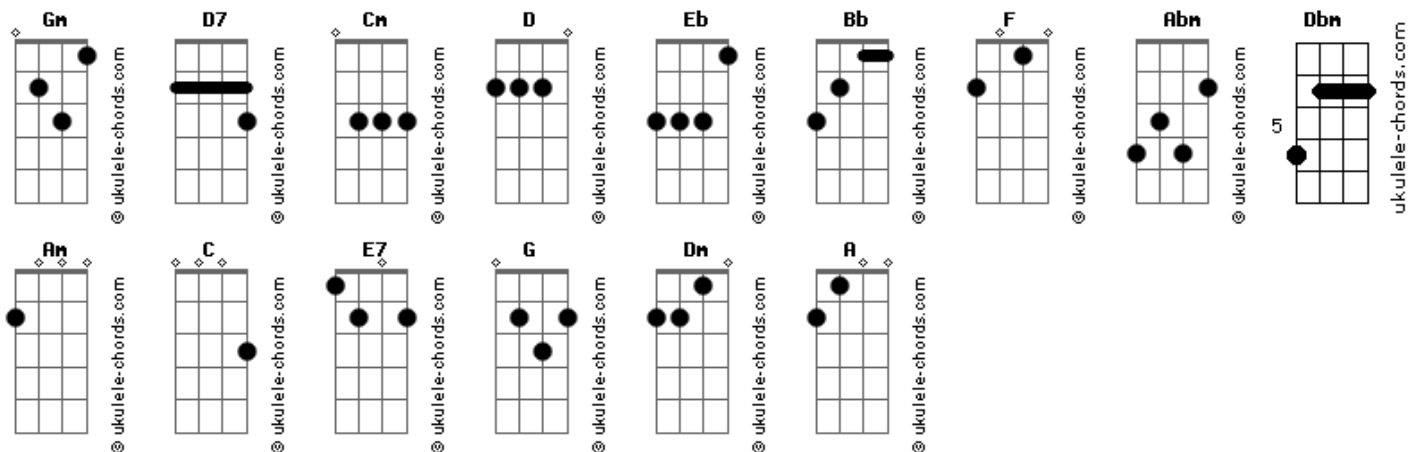 Gm D7 Cm D Eb Bb F Abm Dbm
© ukulele-chords.com © ukulele-chords.com © ukulele-chords.com © ukulele-chords.com © ukulele-chords.com © ukulele-chords.com © ukulele-chords.com © ukulele-chords.com ukulele-chords.com
5
Am C E7 G Dm A
© ukulele-chords.com © ukulele-chords.com © ukulele-chords.com © ukulele-chords.com © ukulele-chords.com © ukulele-chords.com